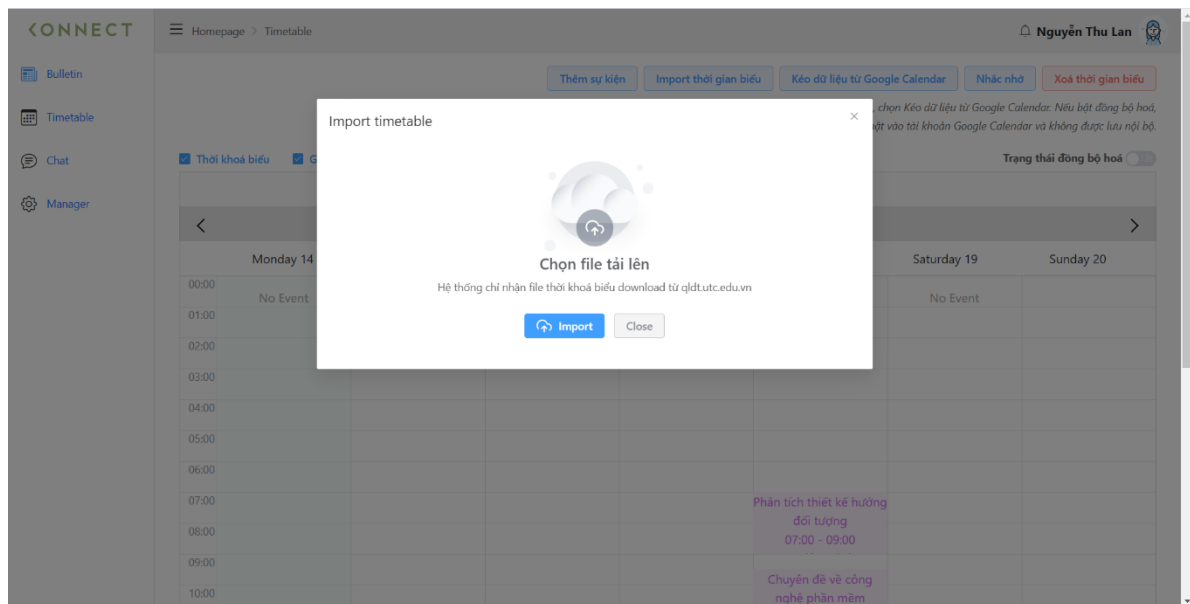 CONNECT
Homepage > Timetable
Nguyễn Thu Lan
Bulletin
Timetable
Chat
Manager
Thêm sự kiện
Import thời gian biểu
Kéo dữ liệu từ Google Calendar
Nhắc nhở
Xoá thời gian biểu
, chọn Kéo dữ liệu từ Google Calendar. Nếu bật đồng bộ hoá,
vào tài khoản Google Calendar và không được lưu nội bộ.
Thời khoá biểu
G
Trạng thái đồng bộ hoá
Import timetable
Chọn file tải lên
Hệ thống chỉ nhận file thời khoá biểu download từ qldt.utc.edu.vn
Import
Close
Monday 14
Saturday 19
Sunday 20
No Event
No Event
00:00
01:00
02:00
03:00
04:00
05:00
06:00
07:00
08:00
09:00
10:00
Phân tích thiết kế hướng
đối tượng
07:00 - 09:00
Chuyên đề về công
nghệ phần mềm